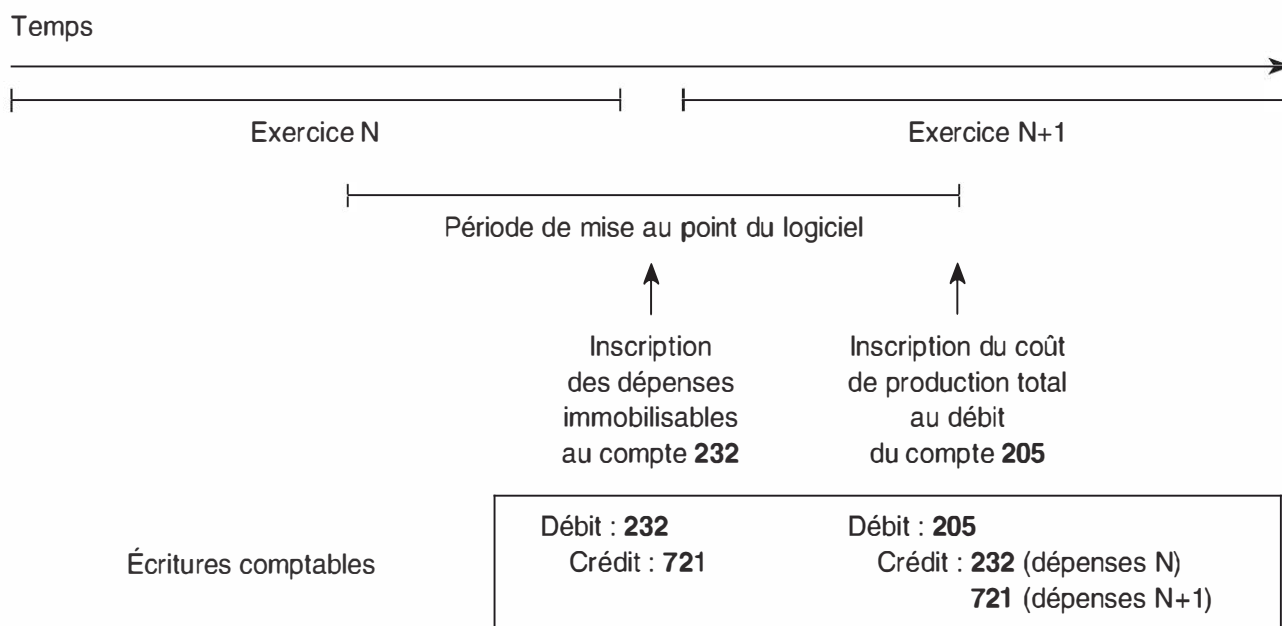 Temps
Exercice N
Exercice N+1
Période de mise au point du logiciel
Inscription
des dépenses
immobilisables
au compte 232
Inscription du coût
de production total
au débit
du compte 205
Écritures comptables
Débit : 232
Crédit : 721
Débit : 205
Crédit : 232 (dépenses N)
721 (dépenses N+1)